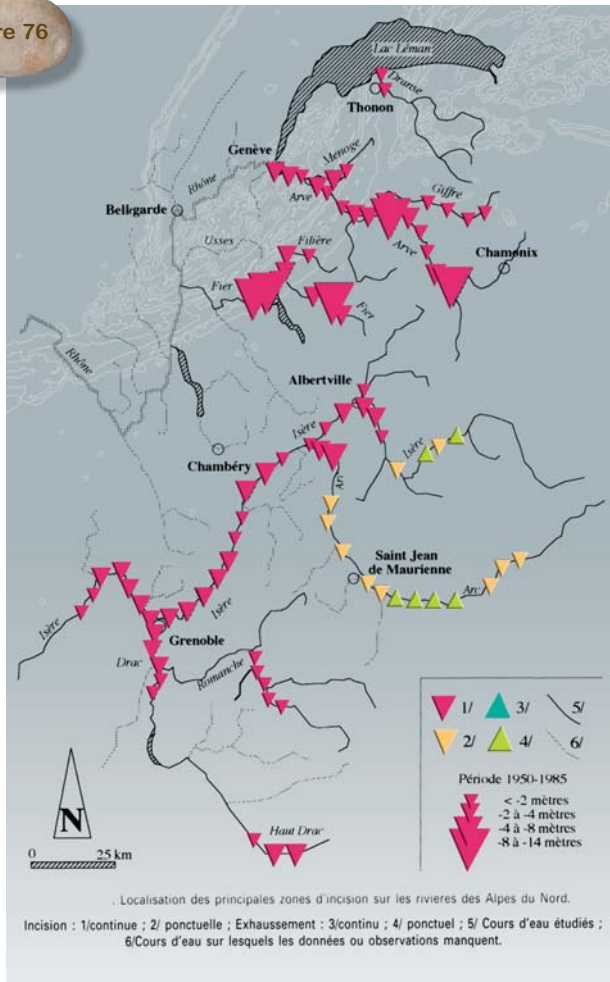 re 76
Lac Léman
Dranse
Thonon
Genève
Menoge
Rhône
Arve
Giffre
Bellegarde
Usses
Filière
Arve
Chamonix
Fier
Fier
Rhône
Albertville
Isère
Isère
Chambéry
Saint Jean
de Maurienne
Arc
Isère
Isère
Grenoble
Drac
Romanche
1/ 3/ 5/
2/ 4/ 6/
Période 1950-1985
< -2 mètres
-2 à -4 mètres
-4 à -8 mètres
-8 à -14 mètres
N
0 25 km
Haut Drac
. Localisation des principales zones d'incision sur les rivieres des Alpes du Nord.
Incision : 1/continue ; 2/ ponctuelle ; Exhaussement : 3/continu ; 4/ ponctuel ; 5/ Cours d'eau étudiés ;
6/Cours d'eau sur lesquels les données ou observations manquent.